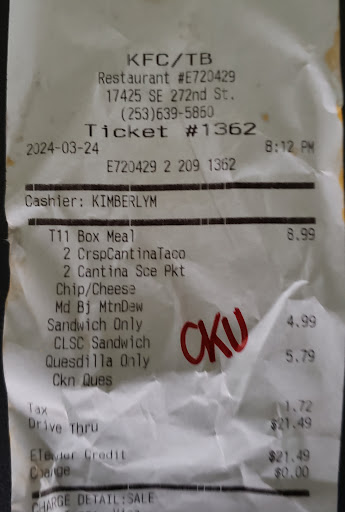 KFC/TB
Restaurant #E720429
17425 SE 272nd St.
(253)639-5860
Ticket #1362
2024-03-24 8:12 PM
E720429 2 209 1362
Cashier: KIMBERLYM
T11 Box Meal 8.99
2 CrspCantinaTaco
2 Cantina Sce Pkt
Chip/Cheese
Md Bj MtnDew
Sandwich Only 4.99
CLSC Sandwich
OKU
Quesdilla Only 5.79
Ckn Ques
Tax 1.72
Drive Thru $21.49
Credit $21.49
Change $0.00
CHARGE DETAIL:SALE